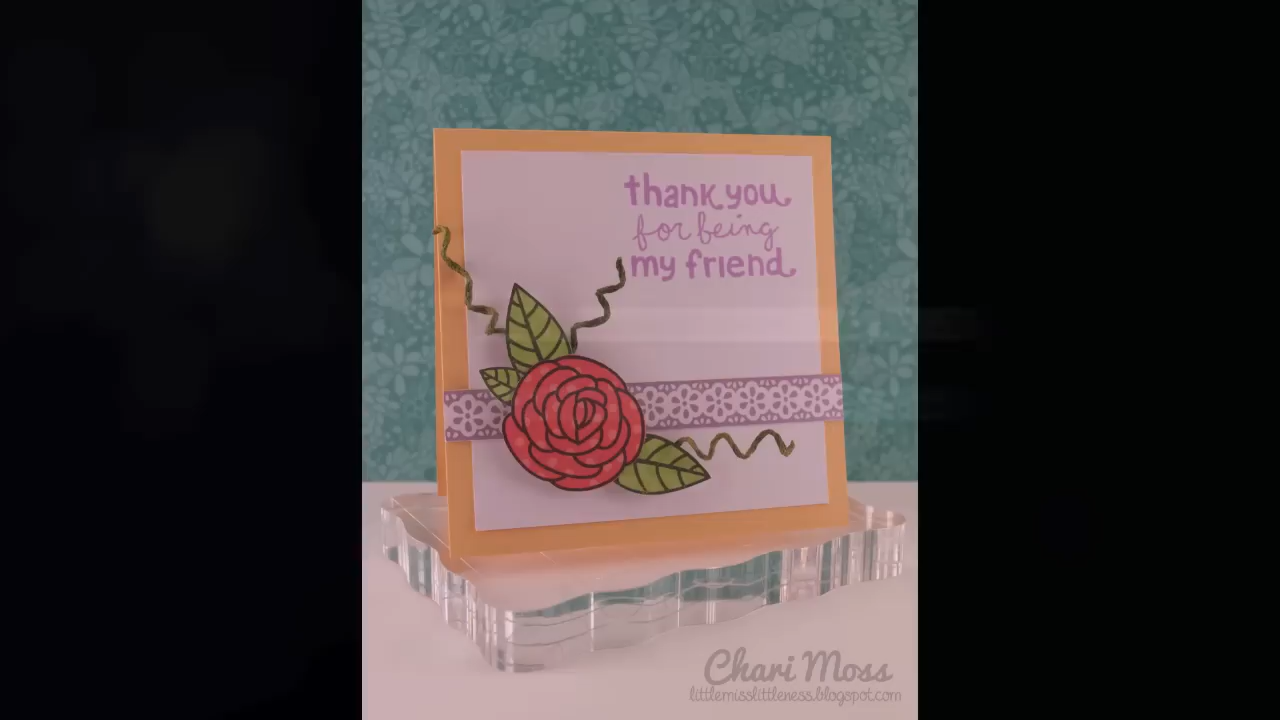 thank you
for being
my friend
Chari Moss
littlemisslittleness.blogspot.com